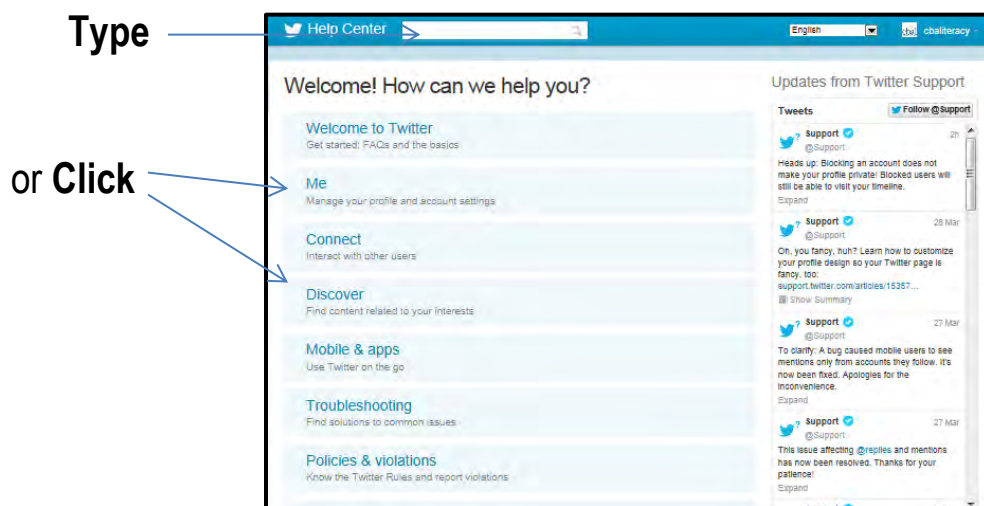 Type
or Click
Help Center
English
cbal cbaliteracy
Welcome! How can we help you?
Welcome to Twitter
Get started: FAQs and the basics
Me
Manage your profile and account settings
Connect
Interact with other users
Discover
Find content related to your interests
Mobile & apps
Use Twitter on the go
Troubleshooting
Find solutions to common issues
Policies & violations
Know the Twitter Rules and report violations
Updates from Twitter Support
Tweets
Follow @Support
Support 2h
@Support
Heads up: Blocking an account does not
make your profile private! Blocked users will
still be able to visit your timeline.
Expand
Support 28 Mar
@Support
Oh, you fancy, huh? Learn how to customize
your profile design so your Twitter page is
fancy, too:
support.twitter.com/articles/15357...
Show Summary
Support 27 Mar
@Support
To clarify: A bug caused mobile users to see
mentions only from accounts they follow. It's
now been fixed. Apologies for the
inconvenience.
Expand
Support 27 Mar
@Support
This issue affecting @replies and mentions
has now been resolved. Thanks for your
patience!
Expand